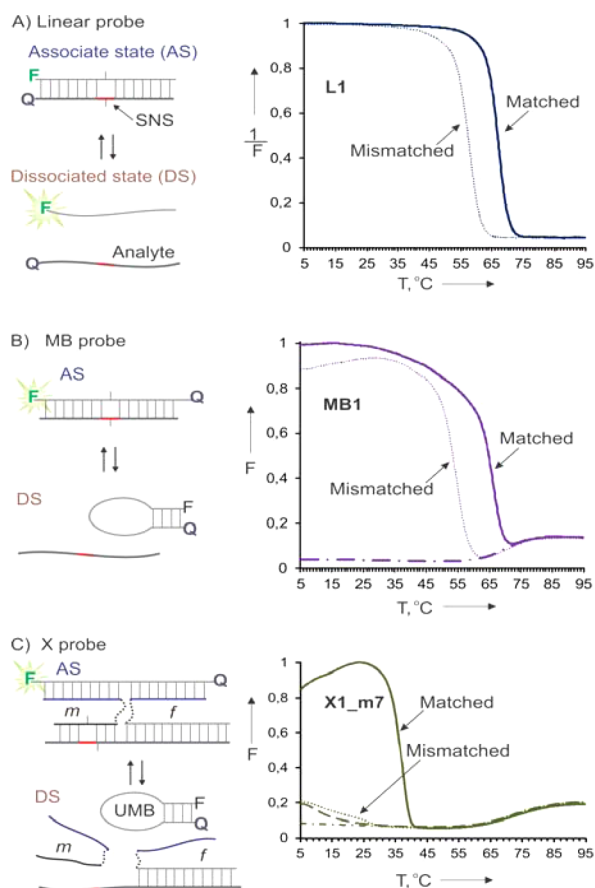 A) Linear probe
Associate state (AS)
F
Q
SNS
Dissociated state (DS)
F
Analyte
Q
1
0,8
0,6
0,4
0,2
0
1
F
L1
Matched
Mismatched
5 15 25 35 45 55 65 75 85 95
T, °C
B) MB probe
AS
F
Q
DS
F
Q
1
0,8
0,6
0,4
0,2
0
F
MB1
Matched
Mismatched
5 15 25 35 45 55 65 75 85 95
T, °C
C) X probe
AS
F
Q
m
f
DS
UMB
F
Q
m
f
1
0,8
0,6
0,4
0,2
0
F
X1_m7
Matched
Mismatched
5 15 25 35 45 55 65 75 85 95
T, °C